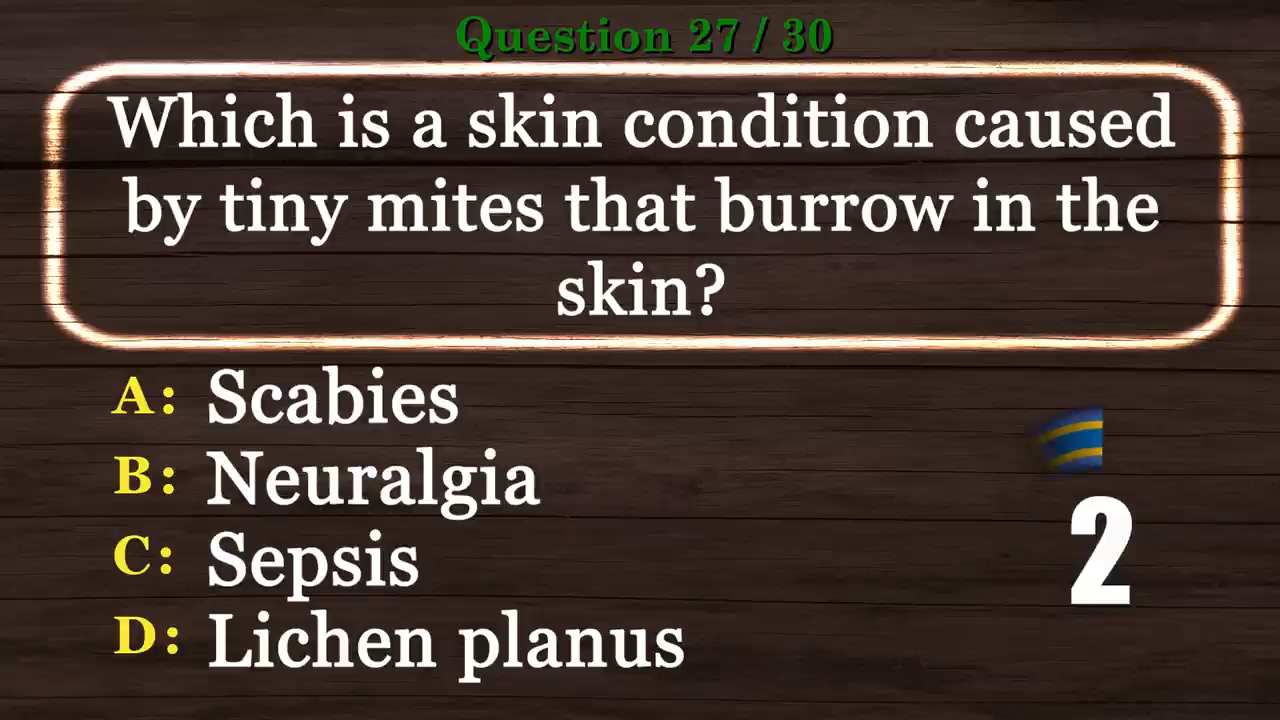 Question 27 / 30
Which is a skin condition caused
by tiny mites that burrow in the
skin?
A: Scabies
B: Neuralgia
C: Sepsis
D: Lichen planus
2